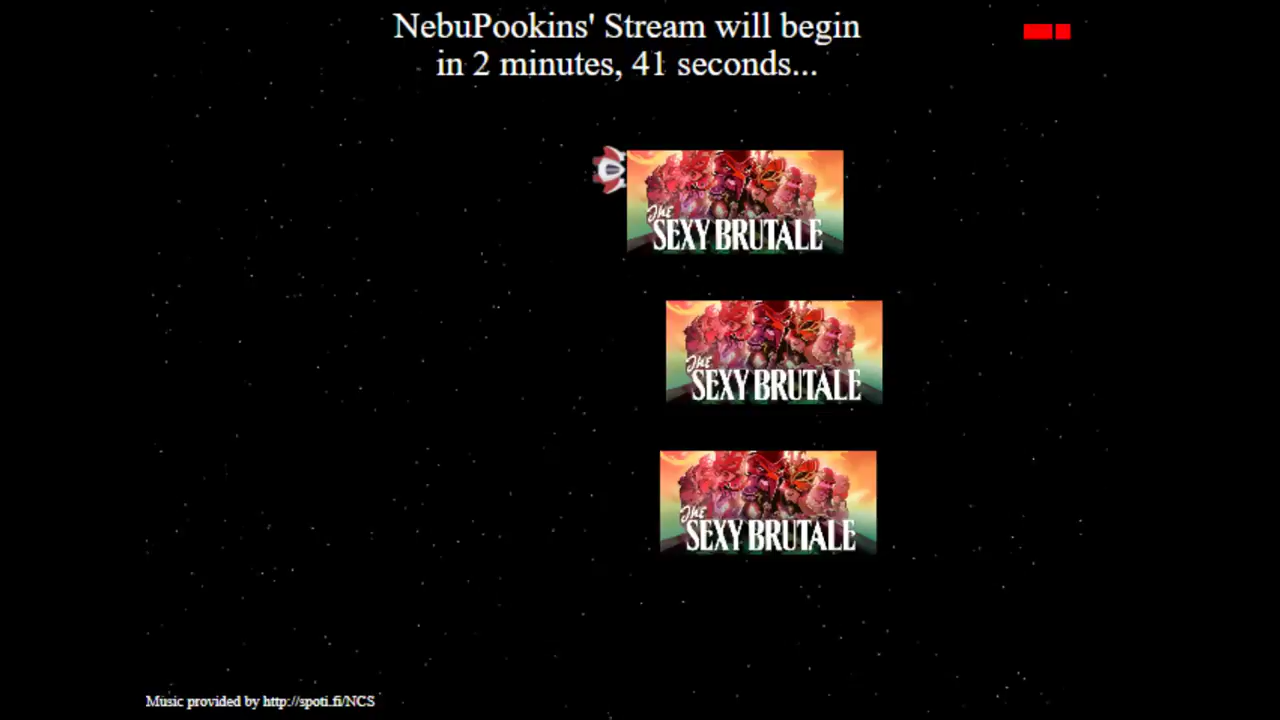 NebuPookins' Stream will begin
in 2 minutes, 41 seconds...
The
SEXY BRUTALE
The
SEXY BRUTALE
The
SEXY BRUTALE
Music provided by http://spoti.fi/NCS